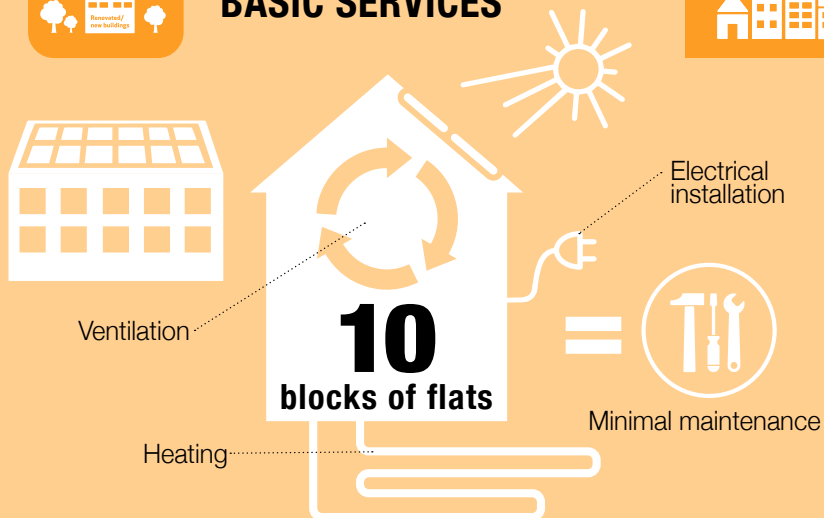 BASIC SERVICES
Renovated/
new buildings
Electrical
installation
Ventilation
10
blocks of flats
Minimal maintenance
Heating